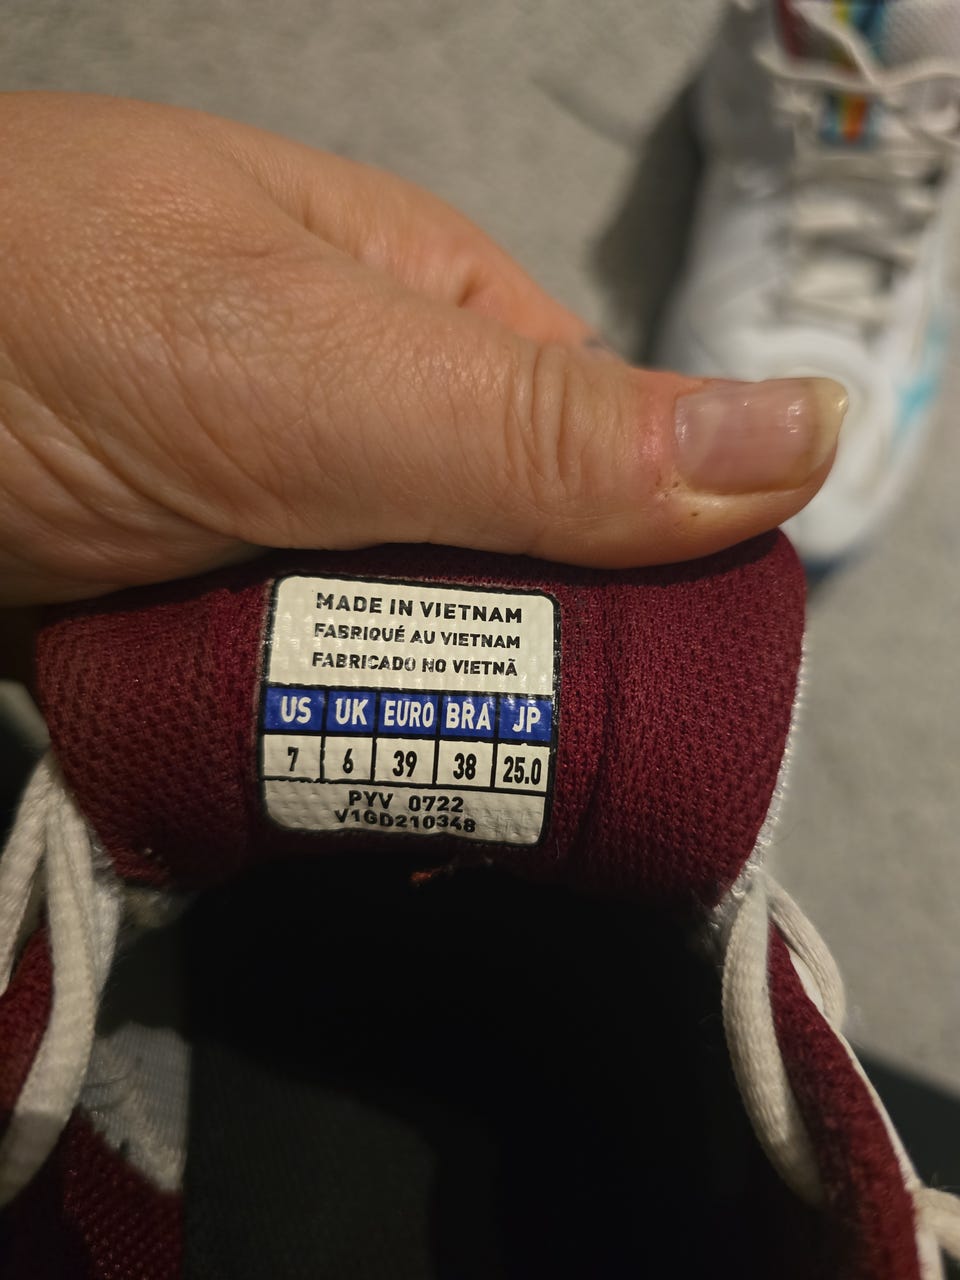 MADE IN VIETNAM
FABRIQUÉ AU VIETNAM
FABRICADO NO VIETNÃ
US UK EURO BRA JP
7 6 39 38 25.0
PYV 0722
V1GD210348